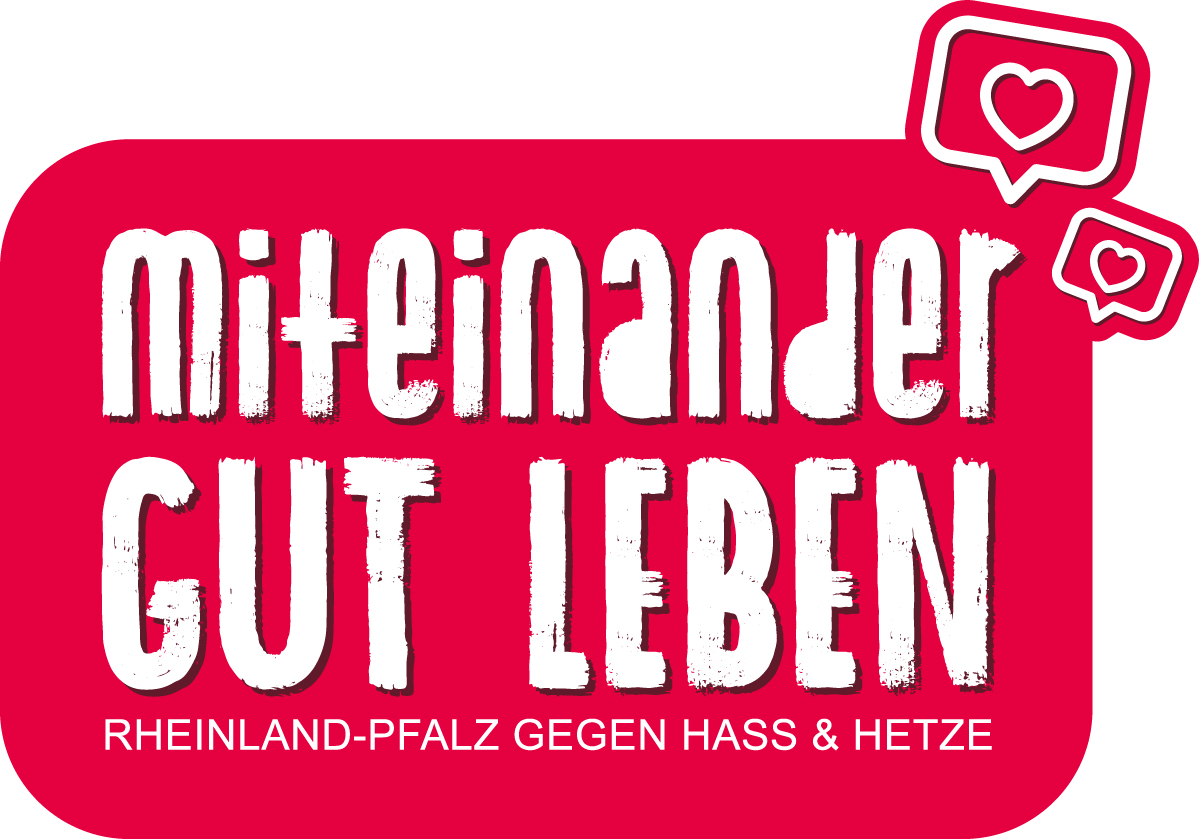 miteinander
GUT LEBEN
RHEINLAND-PFALZ GEGEN HASS & HETZE